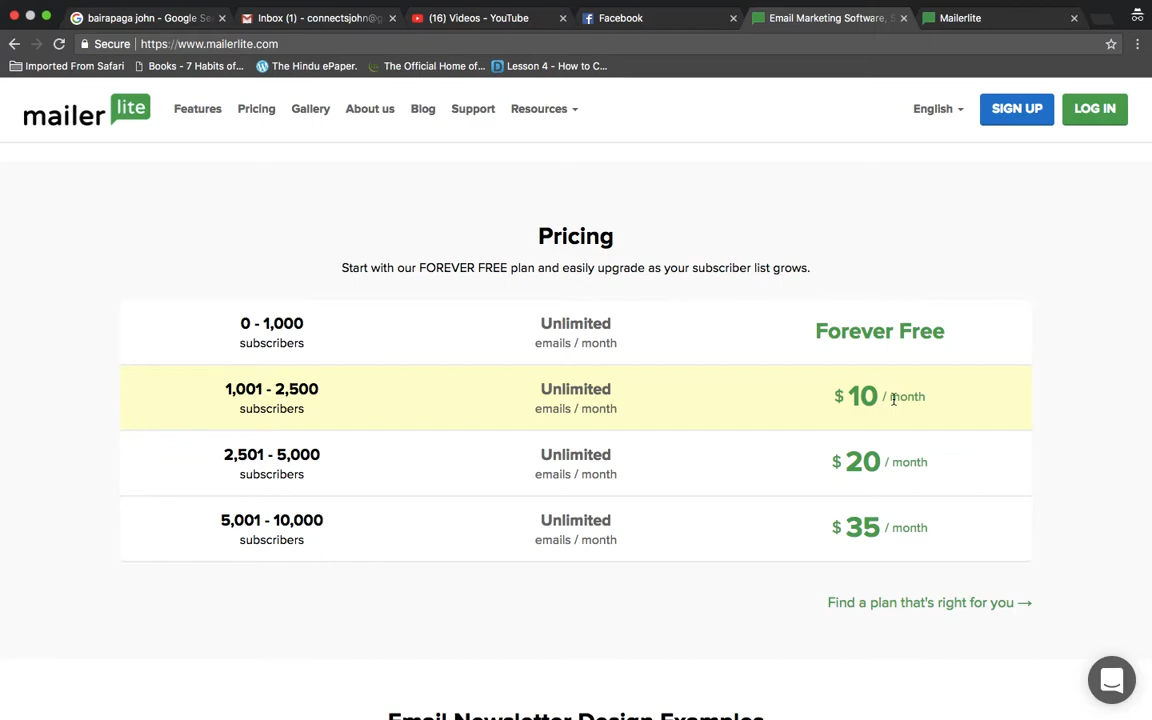 bairapaga john - Google Se
Inbox (1) - connectsjohn@g
(16) Videos - YouTube
Facebook
Email Marketing Software, S
Mailerlite
Secure
https://www.mailerlite.com
Imported From Safari
Books - 7 Habits of...
The Hindu ePaper.
The Official Home of...
Lesson 4 - How to C...
mailer lite
Features
Pricing
Gallery
About us
Blog
Support
Resources
English
SIGN UP
LOG IN
Pricing
Start with our FOREVER FREE plan and easily upgrade as your subscriber list grows.
0 - 1,000
subscribers
Unlimited
emails / month
Forever Free
1,001 - 2,500
subscribers
Unlimited
emails / month
$ 10 / month
2,501 - 5,000
subscribers
Unlimited
emails / month
$ 20 / month
5,001 - 10,000
subscribers
Unlimited
emails / month
$ 35 / month
Find a plan that's right for you →
Email Newsletter Design Examples